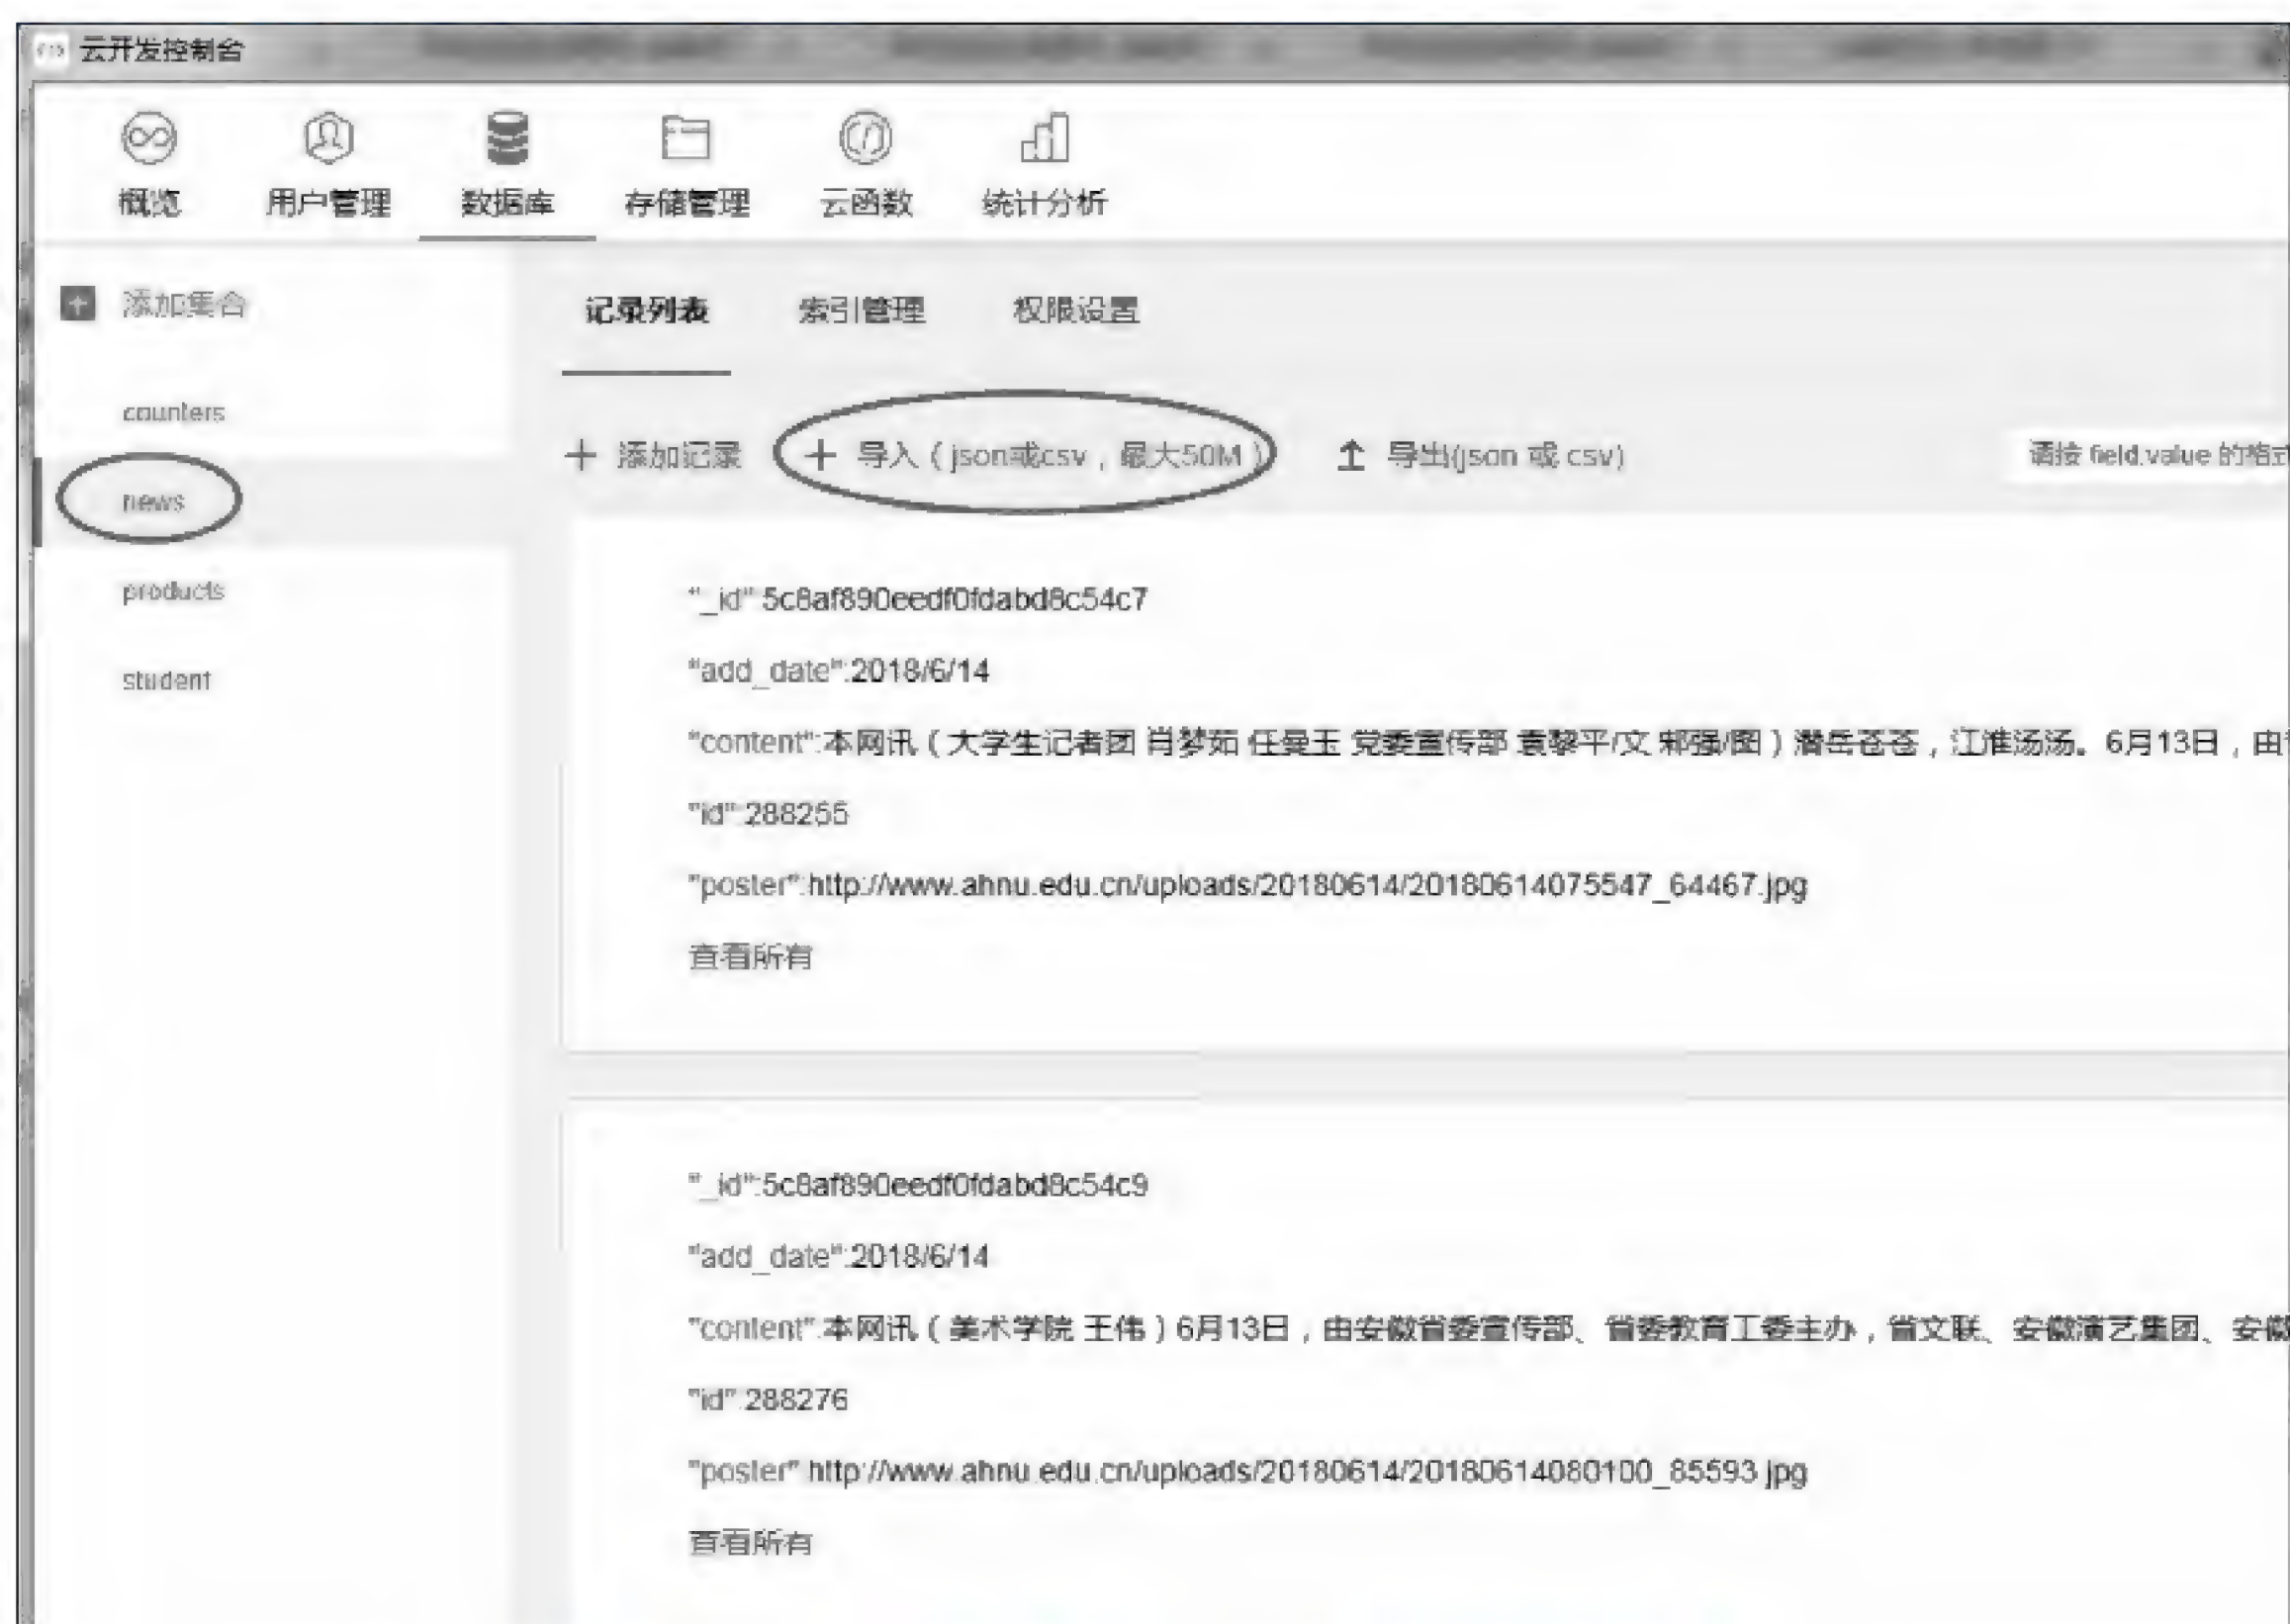 云开发控制台
概览 用户管理 数据库 存储管理 云函数 统计分析
添加集合
记录列表 索引管理 权限设置
counters
+ 添加记录 + 导入(json或csv,最大50M) 导出(json 或 csv) 请按 field.value 的格式
news
products
student
"_id":5c8af890eedf0fdabd8c54c7
"add_date":2018/6/14
"content":本网讯(大学生记者团 肖梦茹 任曼玉 党委宣传部 袁黎平/文 郑强/图)潜岳苍苍,江淮汤汤。6月13日,由
"id":288255
"poster":http://www.ahnu.edu.cn/uploads/20180614/20180614075547_64467.jpg
查看所有
"_id":5c8af890eedf0fdabd8c54c9
"add_date":2018/6/14
"content":本网讯(美术学院 王伟)6月13日,由安徽省委宣传部、省委教育工委主办,省文联、安徽演艺集团、安徽
"id":288276
"poster":http://www.ahnu.edu.cn/uploads/20180614/20180614080100_85593.jpg
查看所有